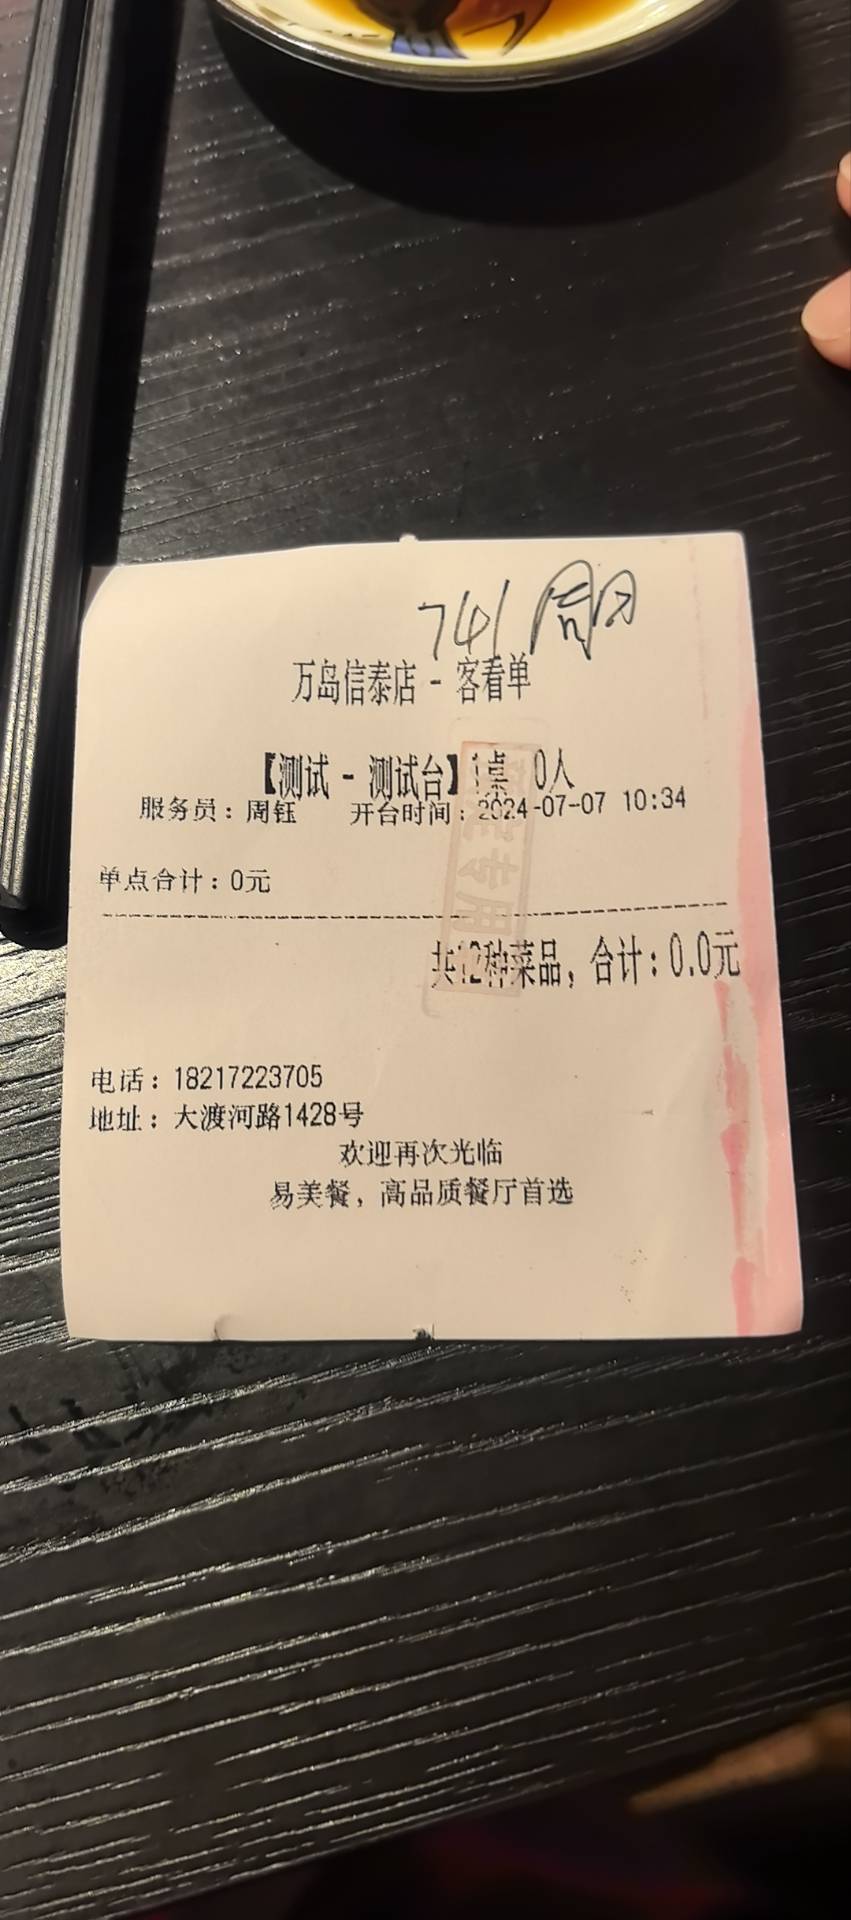 741
万岛信泰店 - 客看单
【测试 - 测试台】1桌 0人
服务员：周钰 开台时间：2024-07-07 10:34
单点合计：0元
共12种菜品，合计：0.0元
专用
电话：18217223705
地址：大渡河路1428号
欢迎再次光临
易美餐，高品质餐厅首选